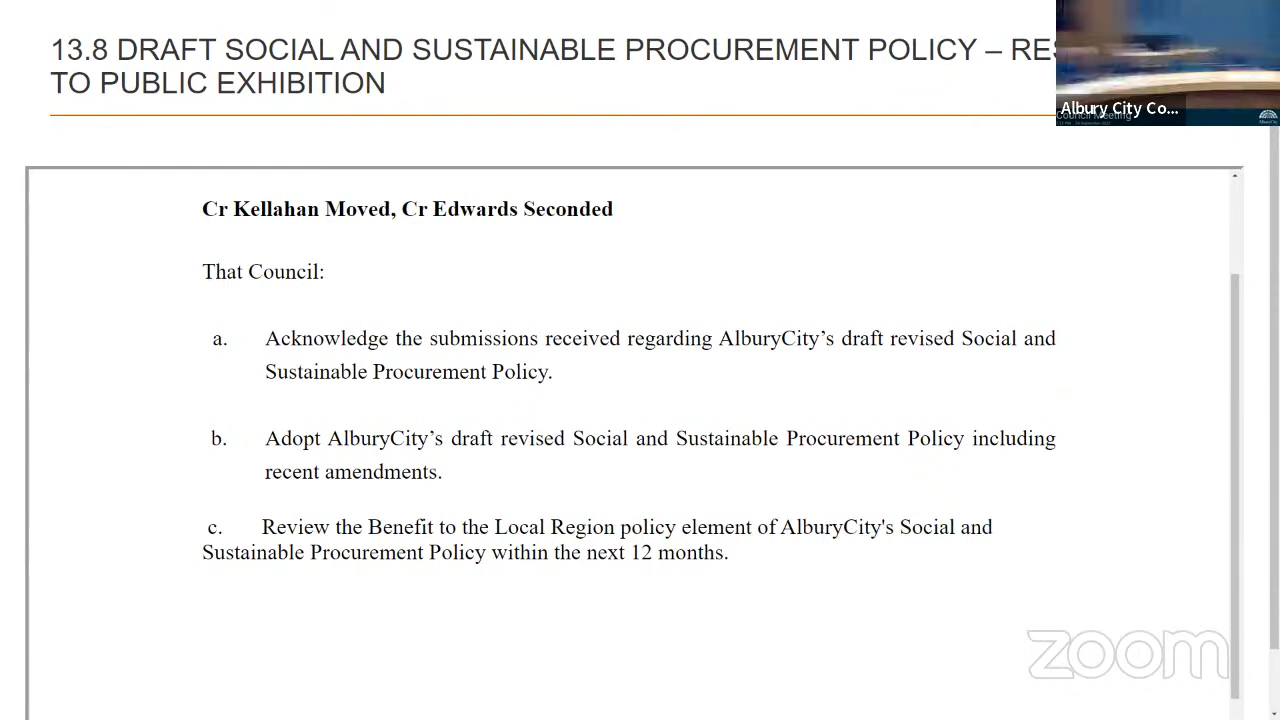 13.8 DRAFT SOCIAL AND SUSTAINABLE PROCUREMENT POLICY – RES
TO PUBLIC EXHIBITION
Albury City Co...
Council Meeting
Cr Kellahan Moved, Cr Edwards Seconded
That Council:
a. Acknowledge the submissions received regarding AlburyCity’s draft revised Social and
Sustainable Procurement Policy.
b. Adopt AlburyCity’s draft revised Social and Sustainable Procurement Policy including
recent amendments.
c. Review the Benefit to the Local Region policy element of AlburyCity's Social and
Sustainable Procurement Policy within the next 12 months.
zoom